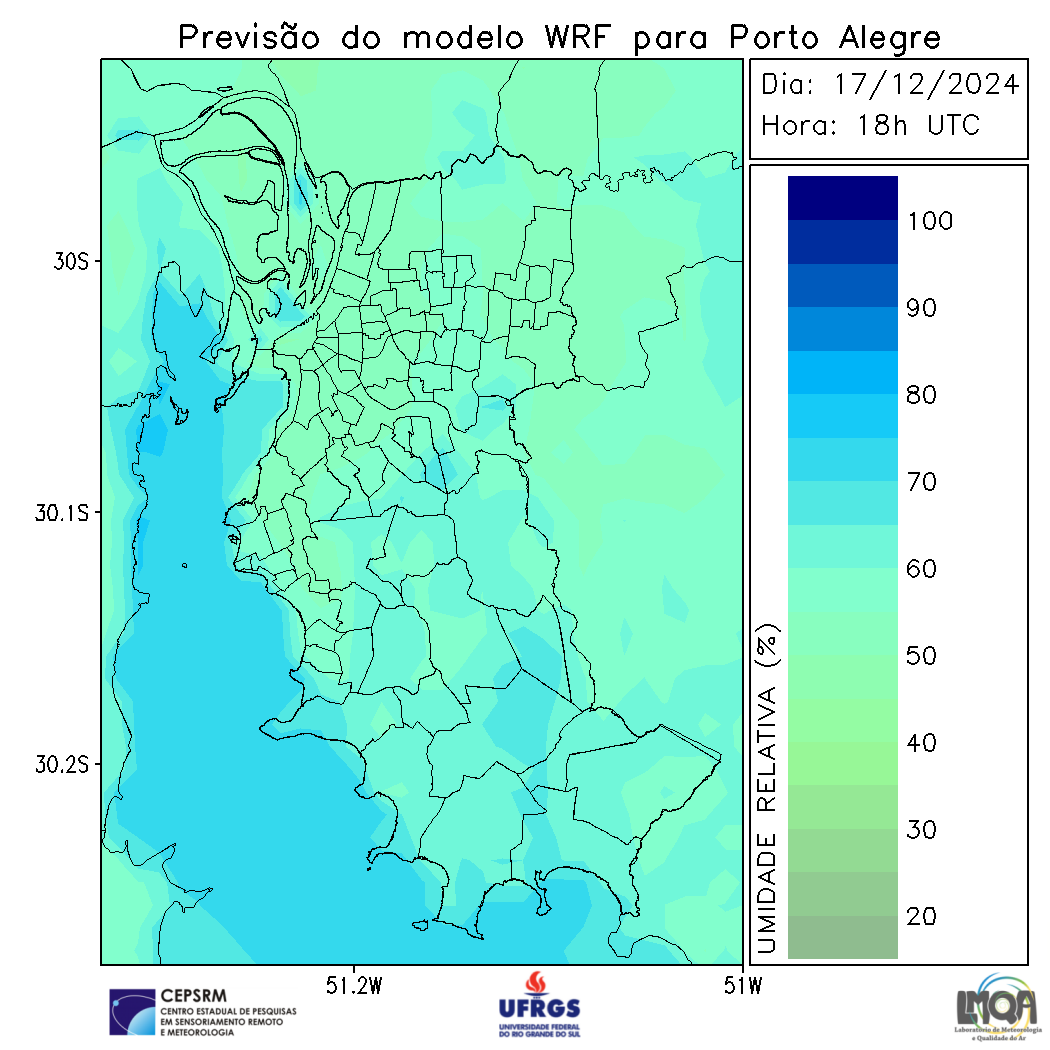 Previsão do modelo WRF para Porto Alegre
Dia: 17/12/2024
Hora: 18h UTC
30S
30.1S
30.2S
51.2W
51W
100
90
80
70
60
50
40
30
20
UMIDADE RELATIVA (%)
CEPSRM
CENTRO ESTADUAL DE PESQUISAS
EM SENSORIAMENTO REMOTO
E METEOROLOGIA
UFRGS
UNIVERSIDADE FEDERAL
DO RIO GRANDE DO SUL
LMQA
Laboratório de Meteorologia
e Qualidade do Ar